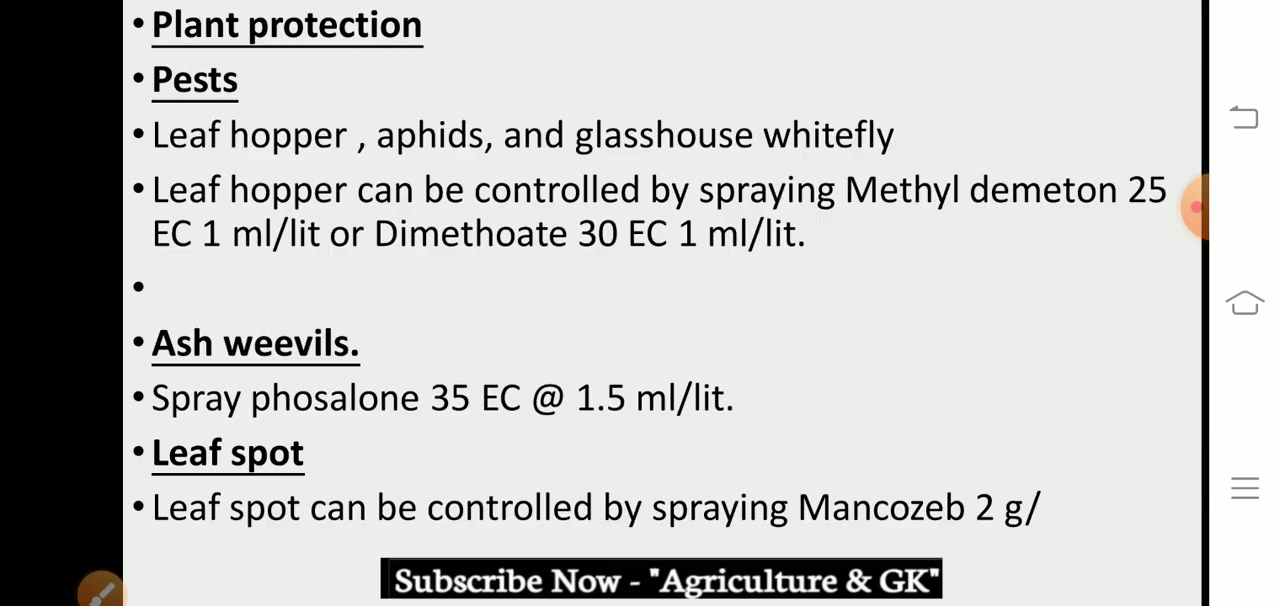 • Plant protection
• Pests
• Leaf hopper , aphids, and glasshouse whitefly
• Leaf hopper can be controlled by spraying Methyl demeton 25
EC 1 ml/lit or Dimethoate 30 EC 1 ml/lit.
•
• Ash weevils.
• Spray phosalone 35 EC @ 1.5 ml/lit.
• Leaf spot
• Leaf spot can be controlled by spraying Mancozeb 2 g/
Subscribe Now - "Agriculture & GK"